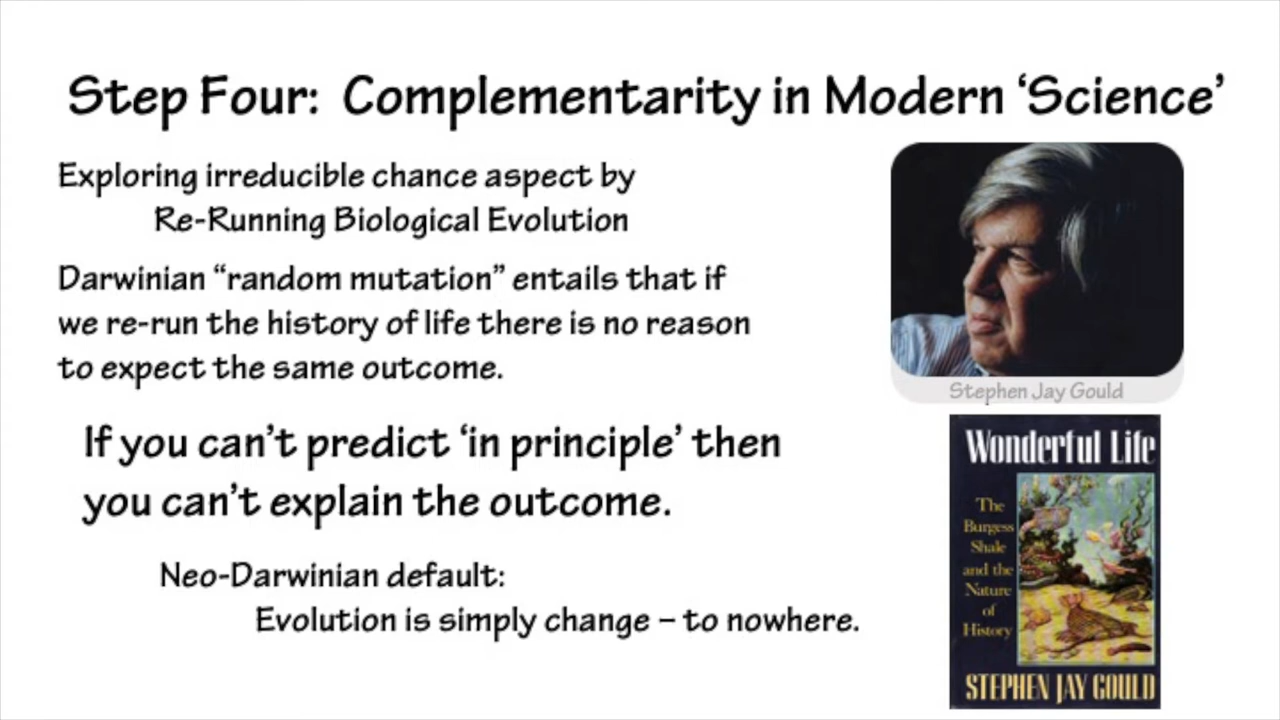 Step Four:  Complementarity in Modern ‘Science’
Exploring irreducible chance aspect by
Re-Running Biological Evolution
Darwinian “random mutation” entails that if
we re-run the history of life there is no reason
to expect the same outcome.
If you can’t predict ‘in principle’ then
you can’t explain the outcome.
Neo-Darwinian default:
Evolution is simply change – to nowhere.
Stephen Jay Gould
Wonderful Life
The
Burgess
Shale
and the
Nature
of
History
STEPHEN JAY GOULD